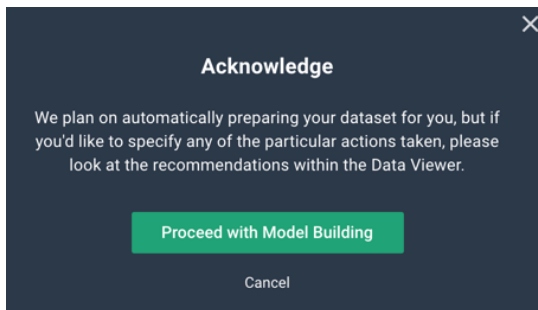 Acknowledge
We plan on automatically preparing your dataset for you, but if
you'd like to specify any of the particular actions taken, please
look at the recommendations within the Data Viewer.
Proceed with Model Building
Cancel